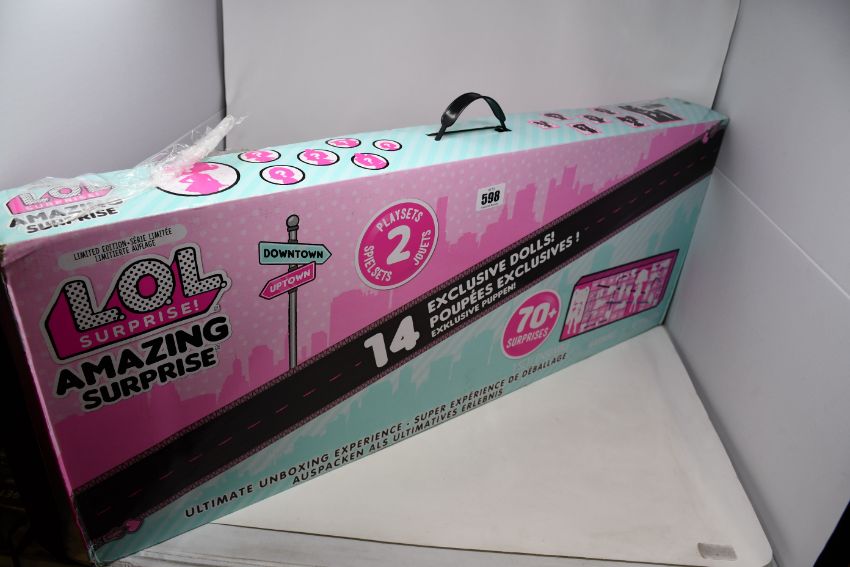 L.O.L.
SURPRISE!
AMAZING
SURPRISE
598
LIMITED EDITION • SÉRIE LIMITÉE
LIMITIERTE AUFLAGE
L.O.L.
SURPRISE!
AMAZING
SURPRISE
DOWNTOWN
UPTOWN
PLAYSETS
2
SPIELSETS JOUETS
14
EXCLUSIVE DOLLS!
POUPÉES EXCLUSIVES !
EXKLUSIVE PUPPEN!
70+
SURPRISES
ULTIMATE UNBOXING EXPERIENCE • SUPER EXPÉRIENCE DE DÉBALLAGE
AUSPACKEN ALS ULTIMATIVES ERLEBNIS